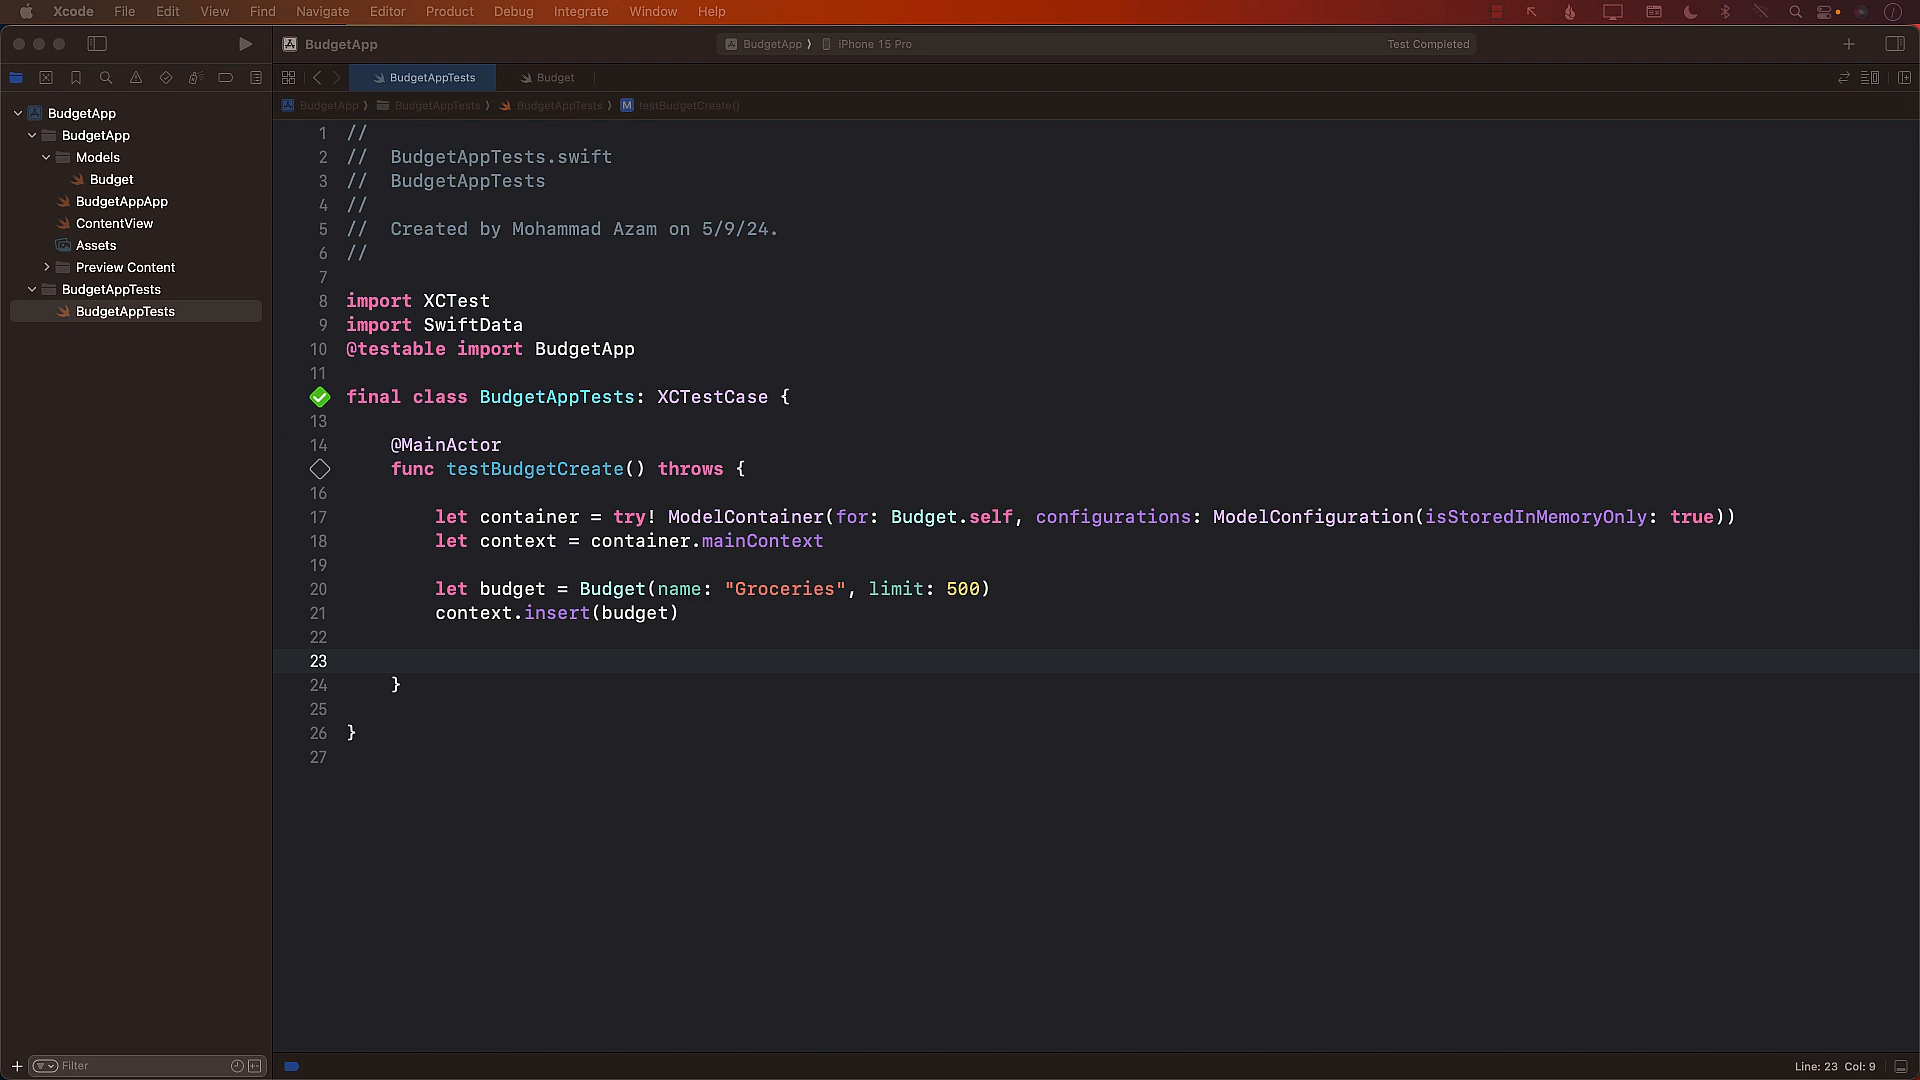 Xcode File Edit View Find Navigate Editor Product Debug Integrate Window Help
BudgetApp BudgetApp ⟩ iPhone 15 Pro Test Completed
BudgetAppTests Budget
BudgetApp ⟩ BudgetAppTests ⟩ BudgetAppTests ⟩ M testBudgetCreate()
BudgetApp
BudgetApp
Models
Budget
BudgetAppApp
ContentView
Assets
Preview Content
BudgetAppTests
BudgetAppTests
1 //
2 // BudgetAppTests.swift
3 // BudgetAppTests
4 //
5 // Created by Mohammad Azam on 5/9/24.
6 //
7
8 import XCTest
9 import SwiftData
10 @testable import BudgetApp
11
final class BudgetAppTests: XCTestCase {
13
14 @MainActor
func testBudgetCreate() throws {
16
17 let container = try! ModelContainer(for: Budget.self, configurations: ModelConfiguration(isStoredInMemoryOnly: true))
18 let context = container.mainContext
19
20 let budget = Budget(name: "Groceries", limit: 500)
21 context.insert(budget)
22
23
24 }
25
26 }
27
Filter
Line: 23 Col: 9